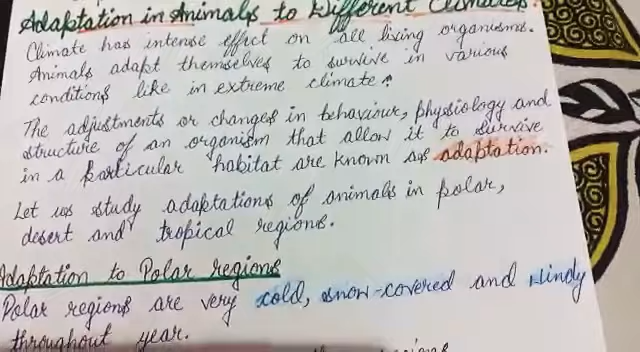 Adaptation in Animals to Different Climates:
Climate has intense effect on all living organisms.
Animals adapt themselves to survive in various
conditions like in extreme climate.
The adjustments or changes in behaviour, physiology and
structure of an organism that allow it to survive
in a particular habitat are known as adaptation.
Let us study adaptations of animals in polar,
desert and tropical regions.
Adaptation to Polar regions
Polar regions are very cold, snow-covered and windy
throughout year.